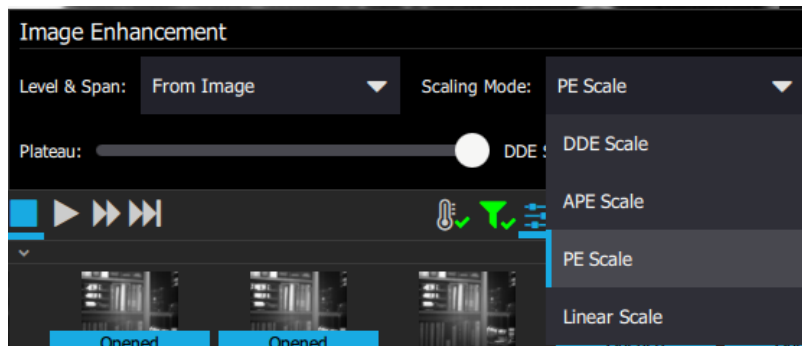 Image Enhancement
Level & Span: From Image Scaling Mode: PE Scale
Plateau: DDE
DDE Scale
APE Scale
PE Scale
Linear Scale
Opened Opened